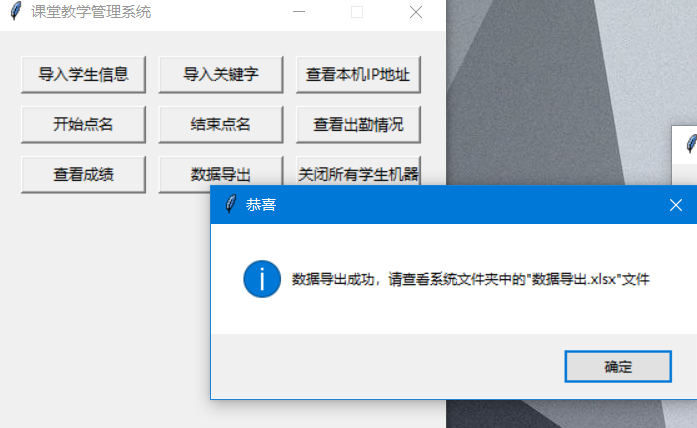 课堂教学管理系统
导入学生信息
导入关键字
查看本机IP地址
开始点名
结束点名
查看出勤情况
查看成绩
数据导出
关闭所有学生机器
恭喜
数据导出成功，请查看系统文件夹中的"数据导出.xlsx"文件
确定